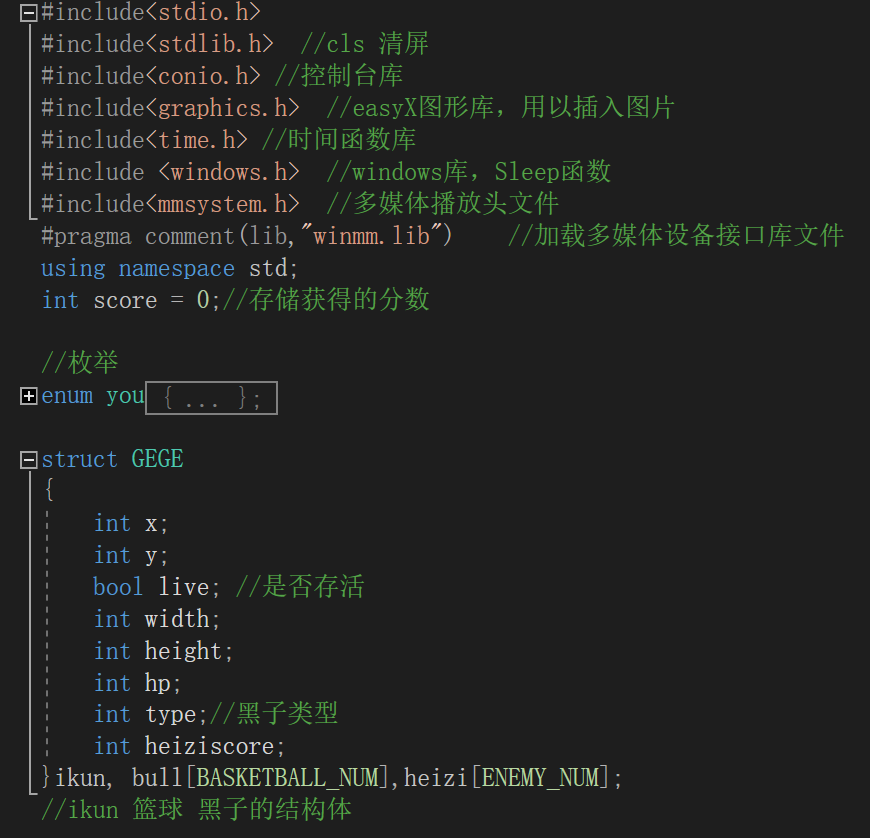 #include<stdio.h>
#include<stdlib.h>  //cls 清屏
#include<conio.h> //控制台库
#include<graphics.h>  //easyX图形库，用以插入图片
#include<time.h> //时间函数库
#include <windows.h>  //windows库，Sleep函数
#include<mmsystem.h>  //多媒体播放头文件
#pragma comment(lib,"winmm.lib")    //加载多媒体设备接口库文件
using namespace std;
int score = 0;//存储获得的分数
//枚举
enum you{ ... };
struct GEGE
{
    int x;
    int y;
    bool live; //是否存活
    int width;
    int height;
    int hp;
    int type;//黑子类型
    int heiziscore;
}ikun, bull[BASKETBALL_NUM],heizi[ENEMY_NUM];
//ikun 篮球 黑子的结构体